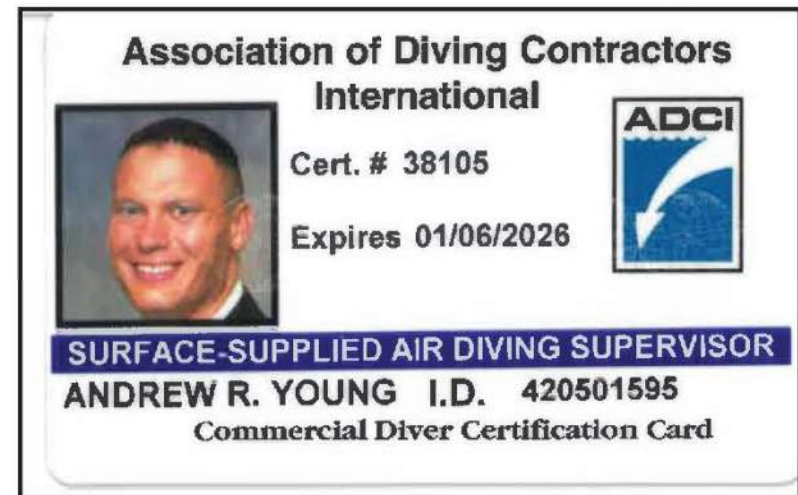 Association of Diving Contractors
International
ADCI
Cert. # 38105
Expires 01/06/2026
SURFACE-SUPPLIED AIR DIVING SUPERVISOR
ANDREW R. YOUNG I.D. 420501595
Commercial Diver Certification Card